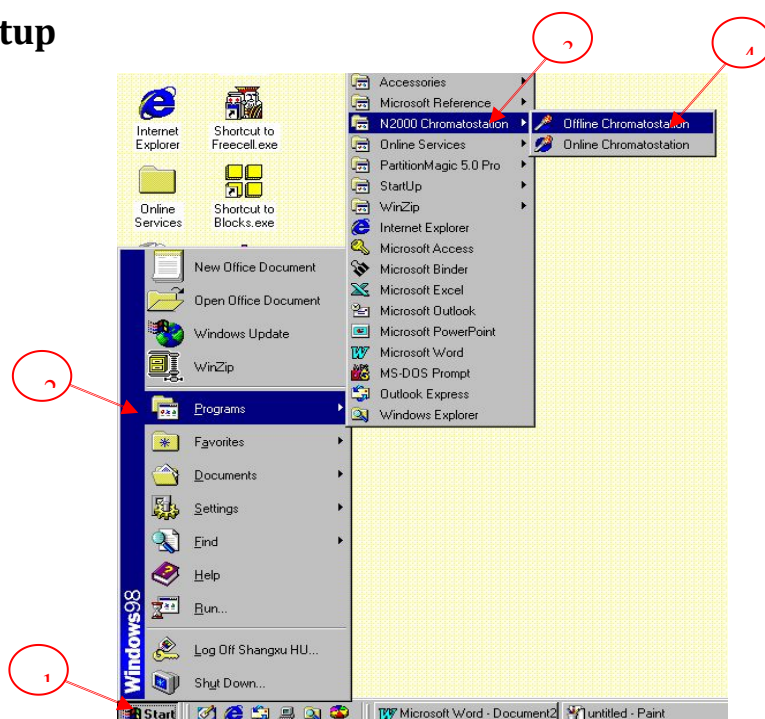 tup
Internet
Explorer
Shortcut to
Freecell.exe
Online
Services
Shortcut to
Blocks.exe
Accessories
Microsoft Reference
N2000 Chromatostation
Online Services
PartitionMagic 5.0 Pro
StartUp
WinZip
Internet Explorer
Microsoft Access
Microsoft Binder
Microsoft Excel
Microsoft Outlook
Microsoft PowerPoint
Microsoft Word
MS-DOS Prompt
Outlook Express
Windows Explorer
Offline Chromatostation
Online Chromatostation
New Office Document
Open Office Document
Windows Update
WinZip
Programs
Favorites
Documents
Settings
Find
Help
Run...
Log Off Shangxu HU...
Shut Down...
Windows98
Start
Microsoft Word - Document2
untitled - Paint